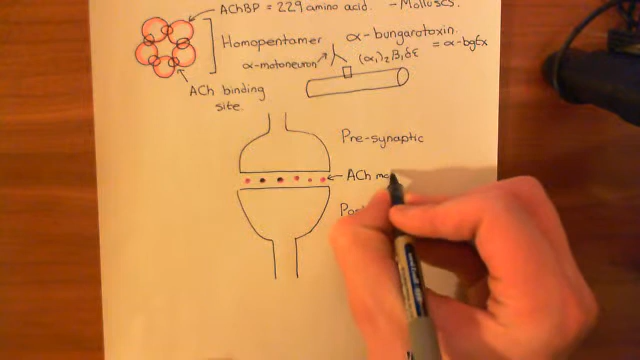 AChBP = 229 amino acid. - Molluscs.
Homopentamer
α-bungarotoxin.
= α-bgtx
α-motoneuron
(α₁)₂ β₁ δ ε
ACh binding
site.
Pre-synaptic
ACh mo
Pos